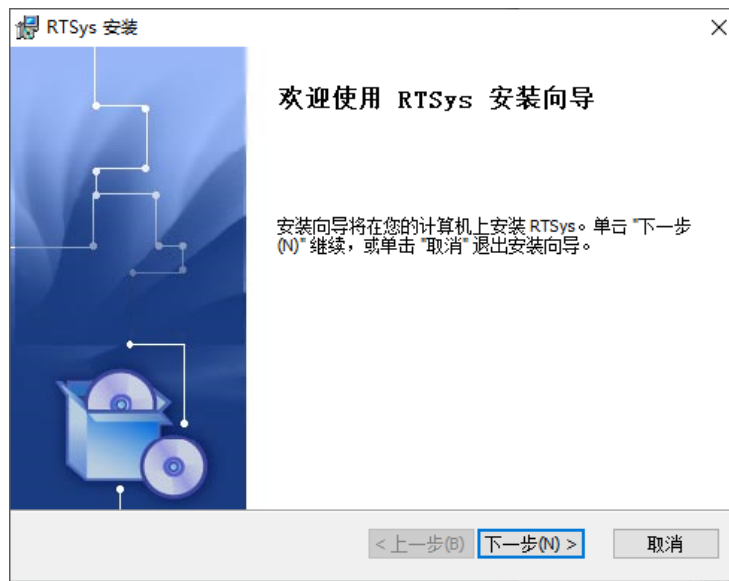 RTSys 安装
欢迎使用 RTSys 安装向导
安装向导将在您的计算机上安装 RTSys。单击 "下一步
(N)" 继续，或单击 "取消" 退出安装向导。
< 上一步(B)
下一步(N) >
取消